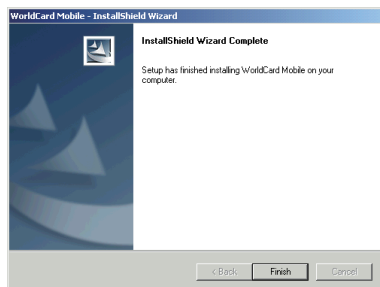 WorldCard Mobile - InstallShield Wizard
InstallShield Wizard Complete
Setup has finished installing WorldCard Mobile on your
computer.
< Back
Finish
Cancel